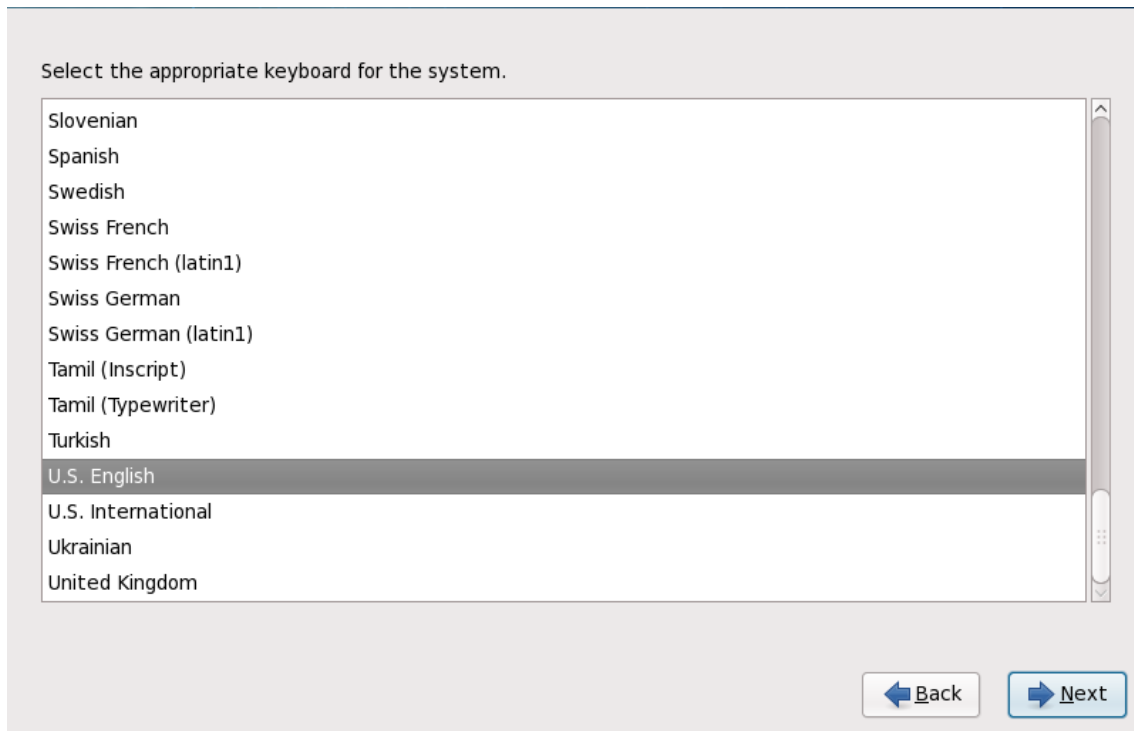 Select the appropriate keyboard for the system.
Slovenian
Spanish
Swedish
Swiss French
Swiss French (latin1)
Swiss German
Swiss German (latin1)
Tamil (Inscript)
Tamil (Typewriter)
Turkish
U.S. English
U.S. International
Ukrainian
United Kingdom
Back Next